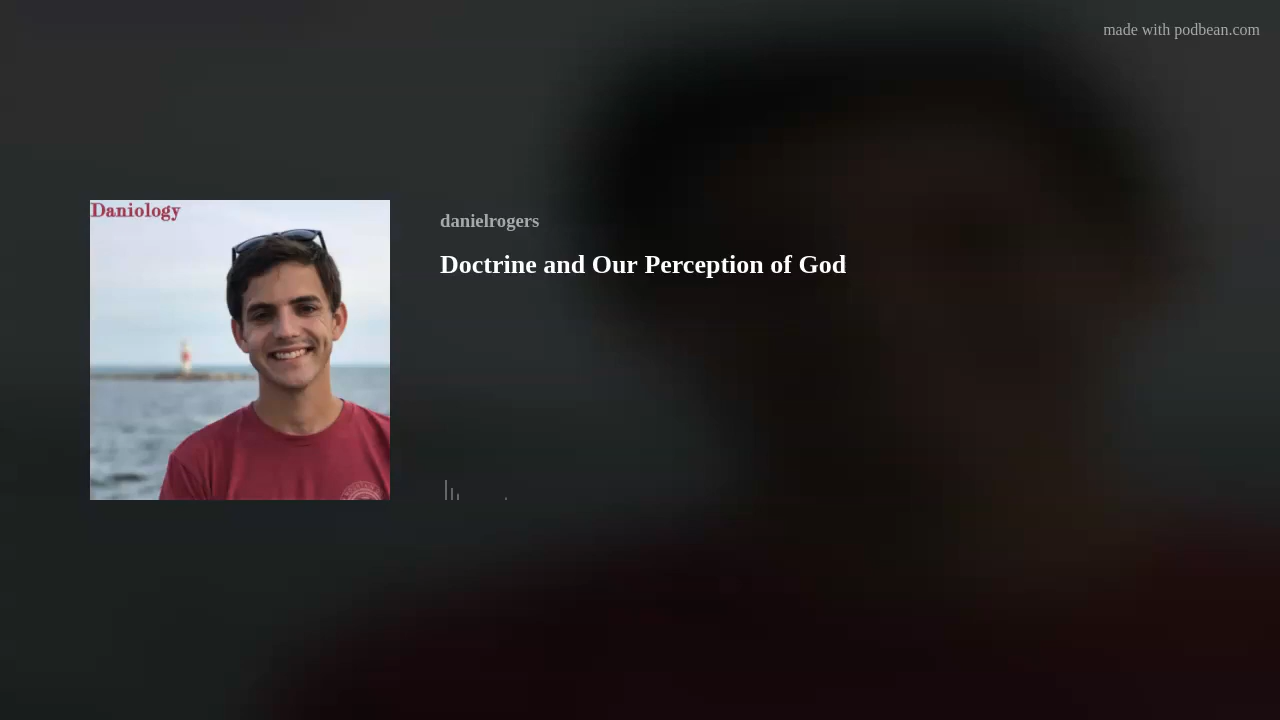 made with podbean.com
Daniology
danielrogers
Doctrine and Our Perception of God